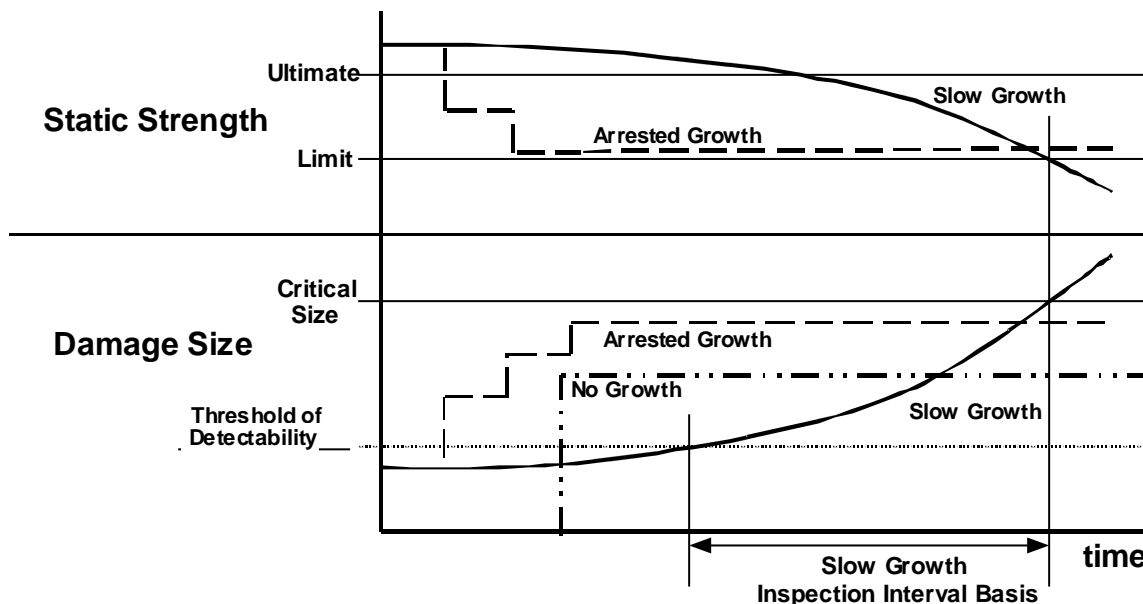 Ultimate
Static Strength
Slow Growth
Arrested Growth
Limit
Critical
Size
Damage Size
Arrested Growth
No Growth
Slow Growth
Threshold of
Detectability
time
Slow Growth
Inspection Interval Basis